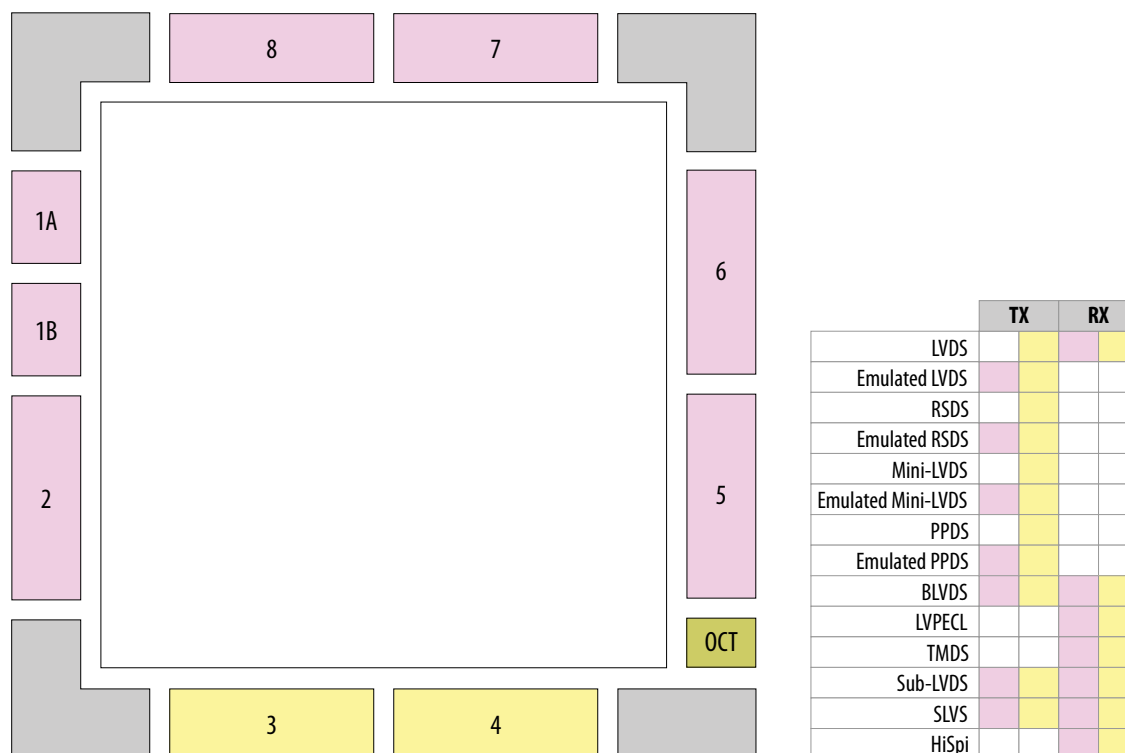 8
7
1A
6
1B
2
5
OCT
3
4
TX RX
LVDS
Emulated LVDS
RSDS
Emulated RSDS
Mini-LVDS
Emulated Mini-LVDS
PPDS
Emulated PPDS
BLVDS
LVPECL
TMDS
Sub-LVDS
SLVS
HiSpi